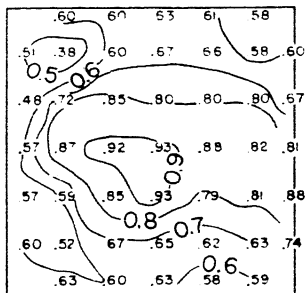 .60 .60 .63 .61 .58
.51 .38 .60 .67 .66 .58 .60
0.5 0.6
.48 .72 .85 .80 .80 .80 .67
.57 .87 .92 .93 .88 .82 .81
0.9
.57 .59 .85 .93 .79 .81 .88
0.8 0.7
.60 .52 .67 .65 .62 .63 .74
0.6
.63 .60 .63 .58 .59